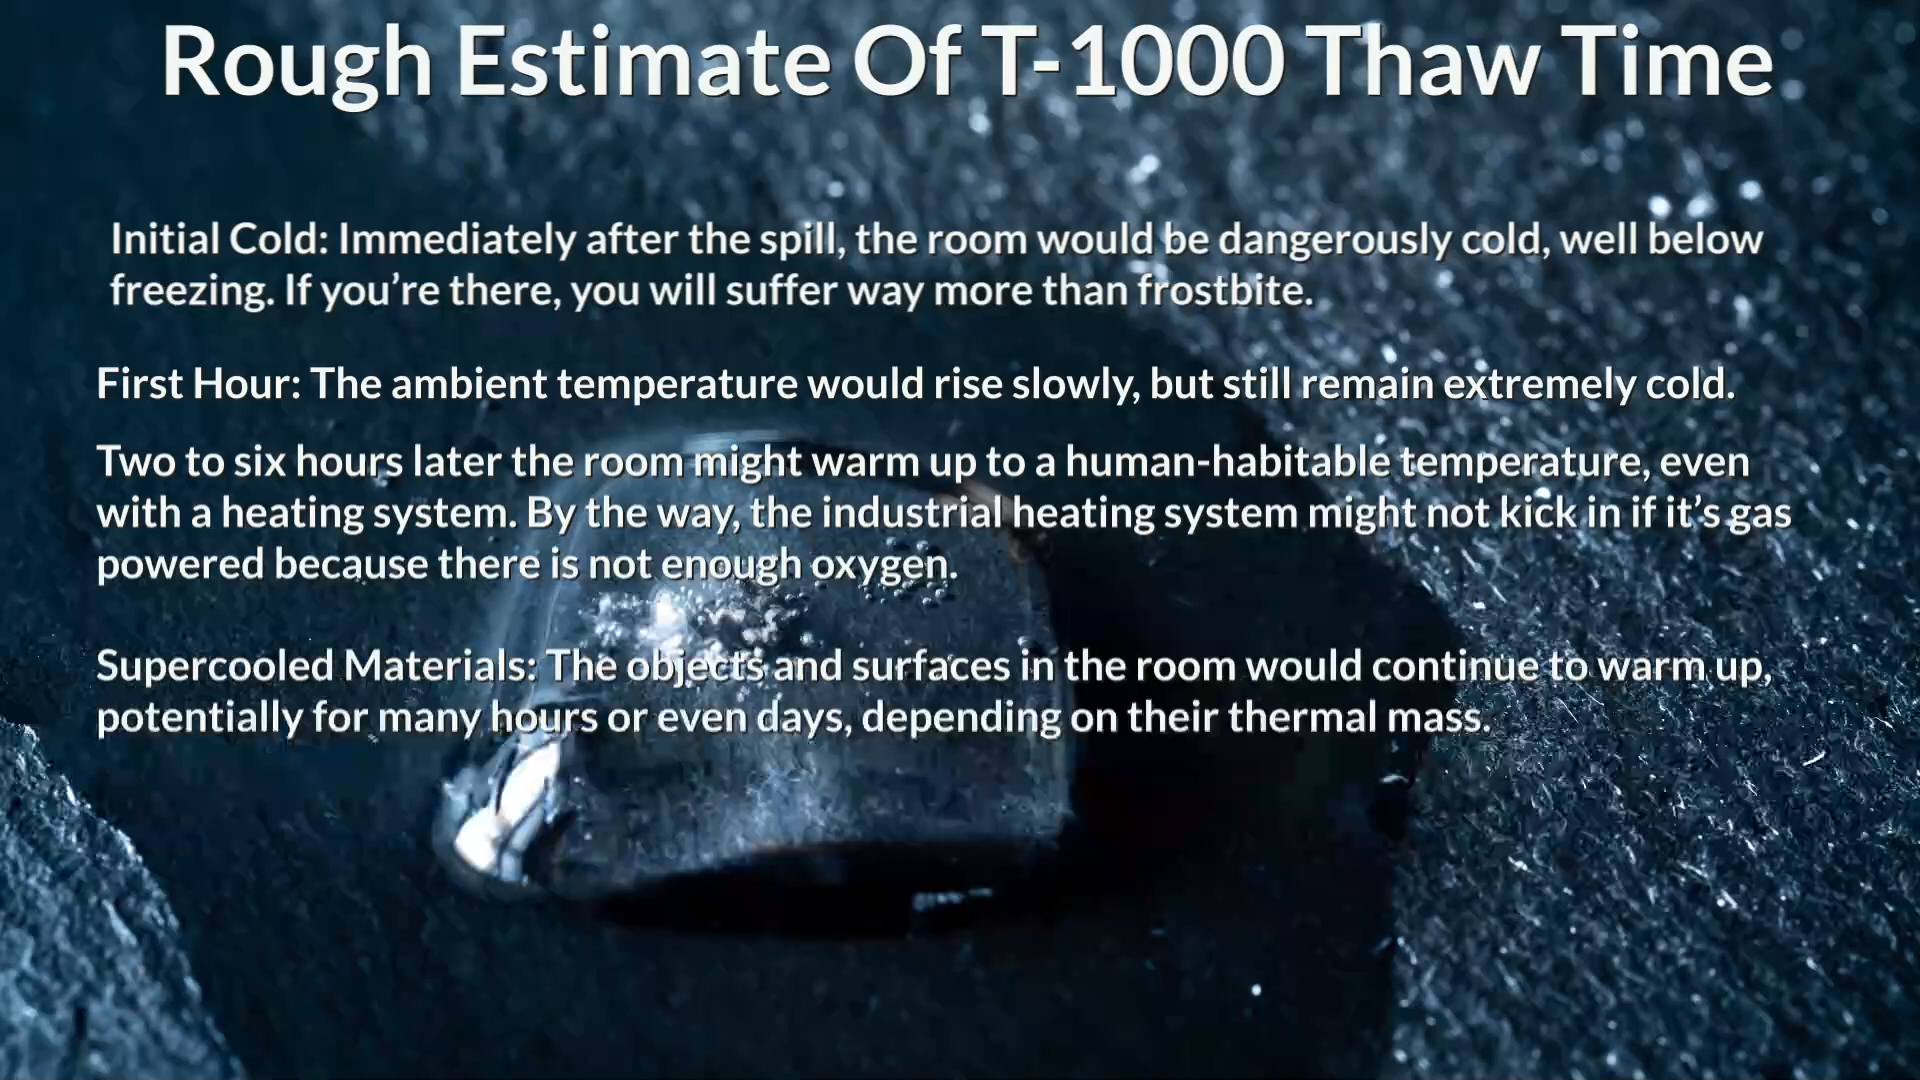 Rough Estimate Of T-1000 Thaw Time
Initial Cold: Immediately after the spill, the room would be dangerously cold, well below
freezing. If you’re there, you will suffer way more than frostbite.
First Hour: The ambient temperature would rise slowly, but still remain extremely cold.
Two to six hours later the room might warm up to a human-habitable temperature, even
with a heating system. By the way, the industrial heating system might not kick in if it’s gas
powered because there is not enough oxygen.
Supercooled Materials: The objects and surfaces in the room would continue to warm up,
potentially for many hours or even days, depending on their thermal mass.